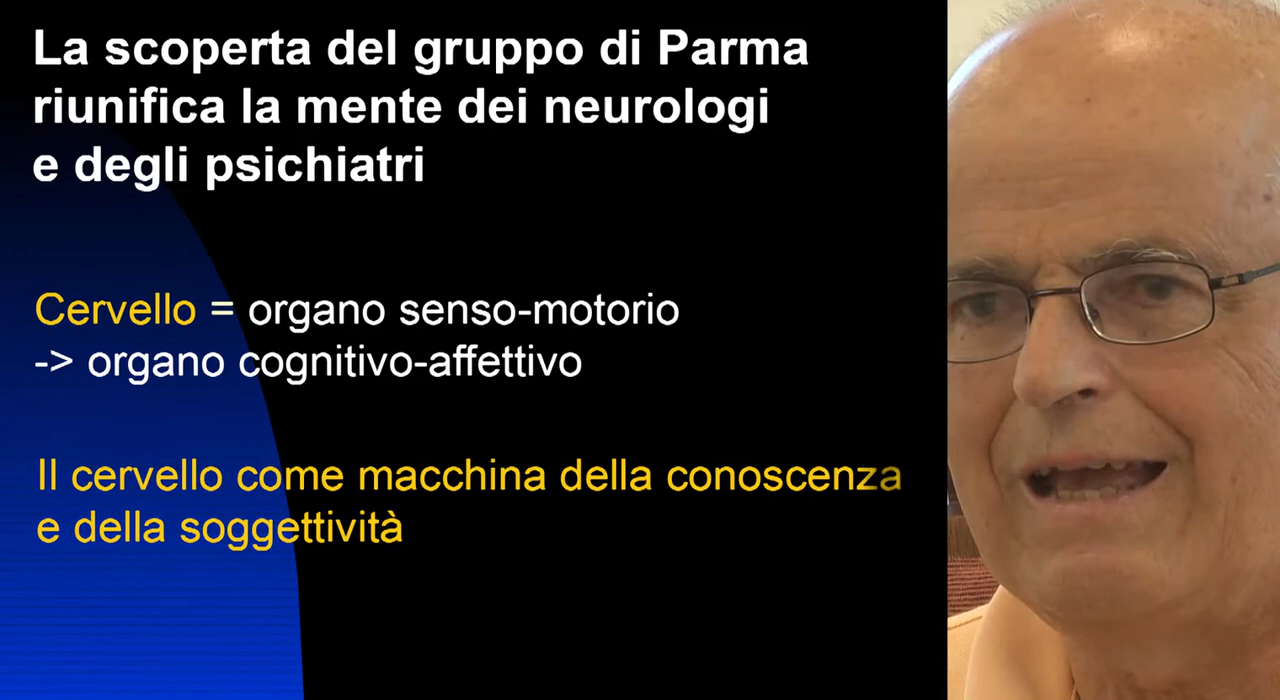 La scoperta del gruppo di Parma
riunifica la mente dei neurologi
e degli psichiatri
Cervello = organo senso-motorio
-> organo cognitivo-affettivo
Il cervello come macchina della conoscenza
e della soggettività